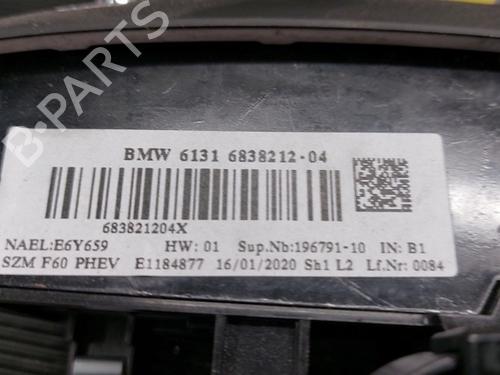 BMW 6131 6838212-04
683821204X
NAEL:E6Y659 HW: 01 Sup.Nb:196791-10 IN: B1
SZM F60 PHEV E1184877 16/01/2020 Sh1 L2 Lf.Nr: 0084
B-Parts